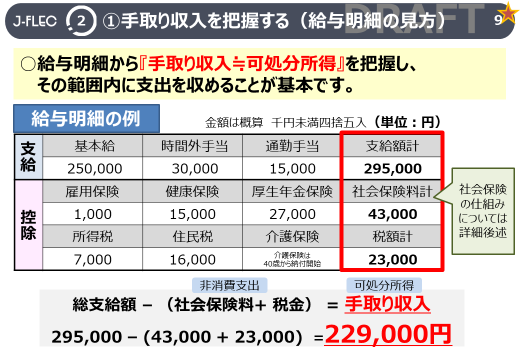 J-FLEC 2 ①手取り収入を把握する（給与明細の見方） 9
DRAFT
○給与明細から『手取り収入≒可処分所得』を把握し、
その範囲内に支出を収めることが基本です。
給与明細の例 金額は概算 千円未満四捨五入（単位：円）
支給
基本給 時間外手当 通勤手当 支給額計
250,000 30,000 15,000 295,000
控除
雇用保険 健康保険 厚生年金保険 社会保険料計
1,000 15,000 27,000 43,000
所得税 住民税 介護保険 税額計
7,000 16,000 介護保険は 23,000
40歳から納付開始
社会保険
の仕組み
については
詳細後述
非消費支出 可処分所得
総支給額 − （社会保険料+ 税金） = 手取り収入
295,000 − (43,000 + 23,000) =229,000円